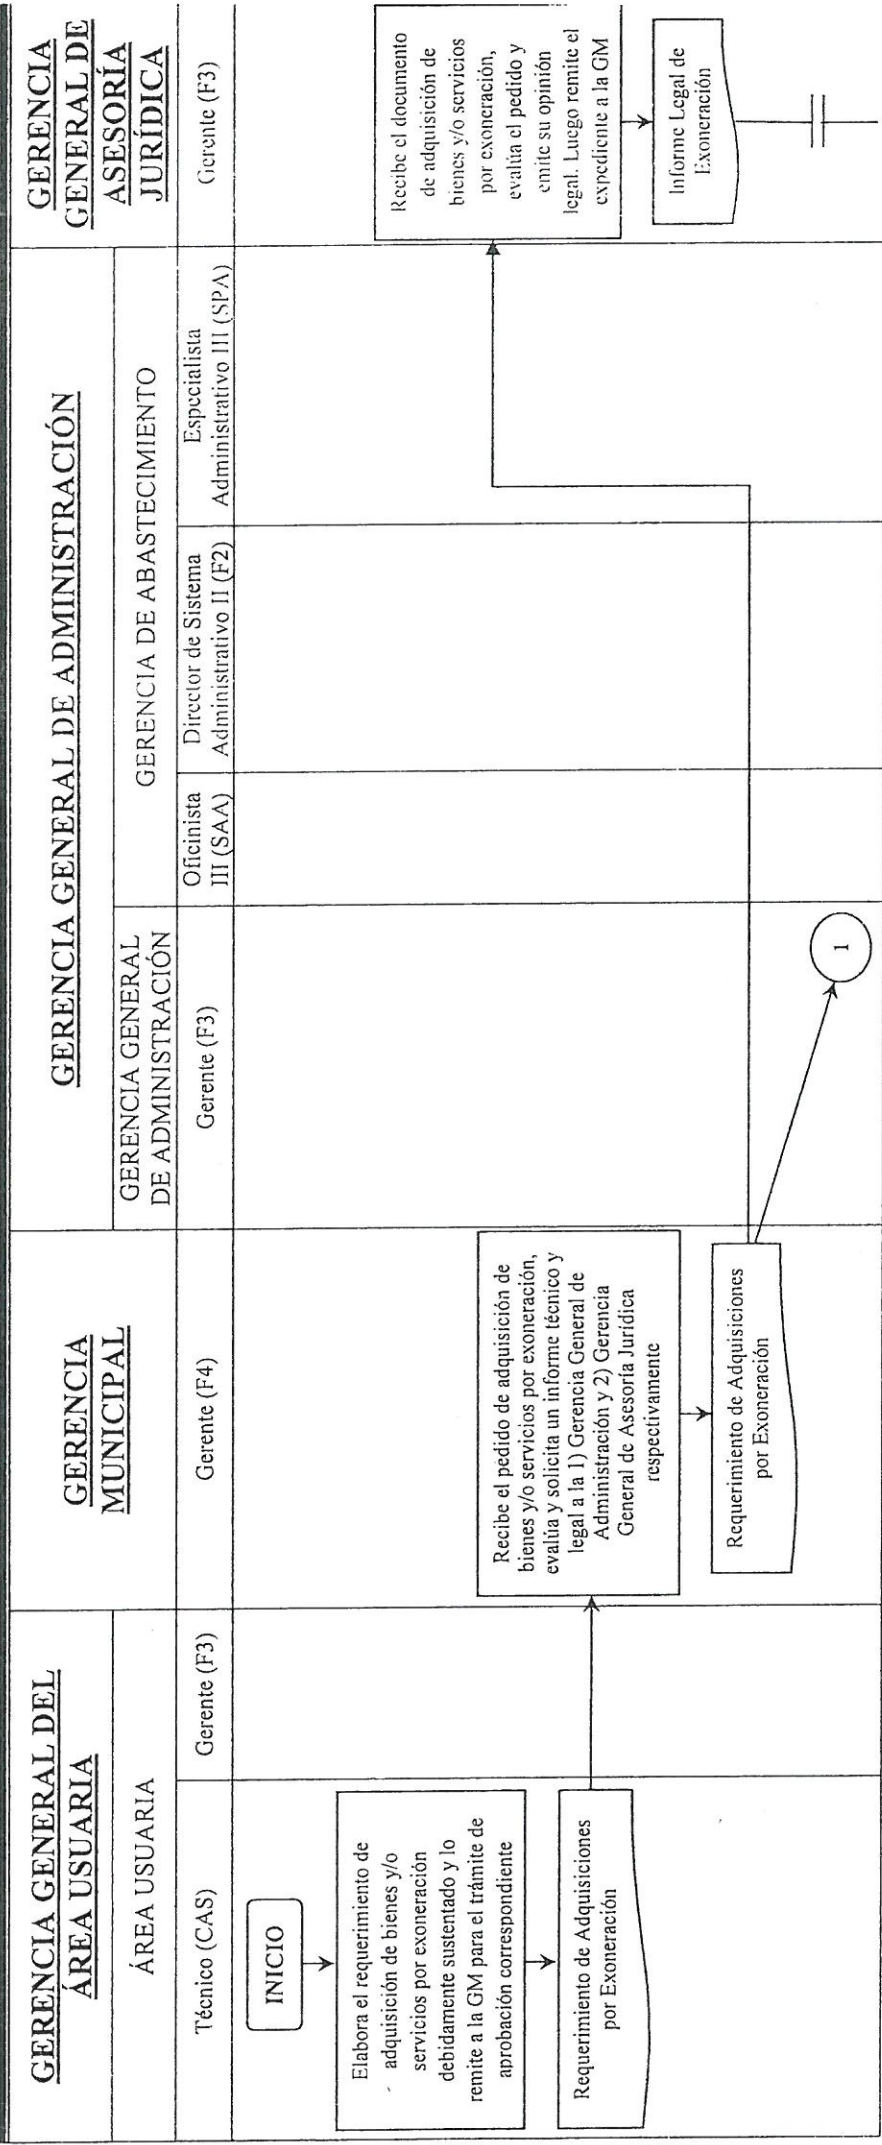 GERENCIA GENERAL DEL
ÁREA USUARIA
GERENCIA
MUNICIPAL
GERENCIA GENERAL DE ADMINISTRACIÓN
GERENCIA
GENERAL DE
ASESORÍA
JURÍDICA
ÁREA USUARIA
GERENCIA GENERAL
DE ADMINISTRACIÓN
GERENCIA DE ABASTECIMIENTO
Técnico (CAS)
Gerente (F3)
Gerente (F4)
Gerente (F3)
Oficinista
III (SAA)
Director de Sistema
Administrativo II (F2)
Especialista
Administrativo III (SPA)
Gerente (F3)
INICIO
Elabora el requerimiento de
adquisición de bienes y/o
servicios por exoneración
debidamente sustentado y lo
remite a la GM para el trámite de
aprobación correspondiente
Requerimiento de Adquisiciones
por Exoneración
Recibe el pedido de adquisición de
bienes y/o servicios por exoneración,
evalúa y solicita un informe técnico y
legal a la 1) Gerencia General de
Administración y 2) Gerencia
General de Asesoría Jurídica
respectivamente
Requerimiento de Adquisiciones
por Exoneración
1
Recibe el documento
de adquisición de
bienes y/o servicios
por exoneración,
evalúa el pedido y
emite su opinión
legal. Luego remite el
expediente a la GM
Informe Legal de
Exoneración